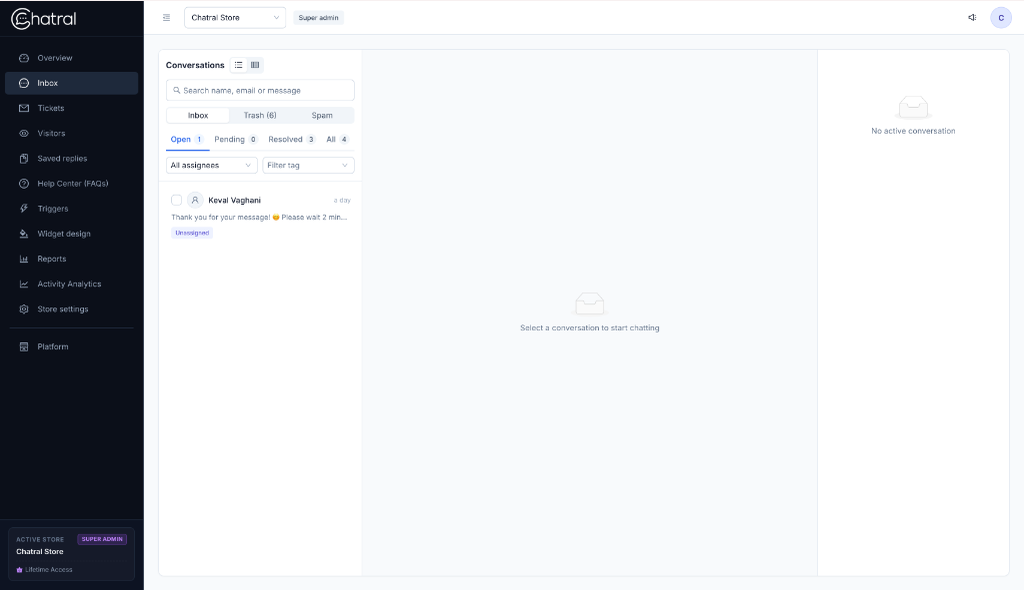 Chatral
Chatral Store
Super admin
C
Overview
Inbox
Tickets
Visitors
Saved replies
Help Center (FAQs)
Triggers
Widget design
Reports
Activity Analytics
Store settings
Platform
ACTIVE STORE
SUPER ADMIN
Chatral Store
Lifetime Access
Conversations
Search name, email or message
Inbox
Trash (6)
Spam
Open 1
Pending 0
Resolved 3
All 4
All assignees
Filter tag
Keval Vaghani
a day
Thank you for your message! 😊 Please wait 2 min...
Unassigned
Select a conversation to start chatting
No active conversation